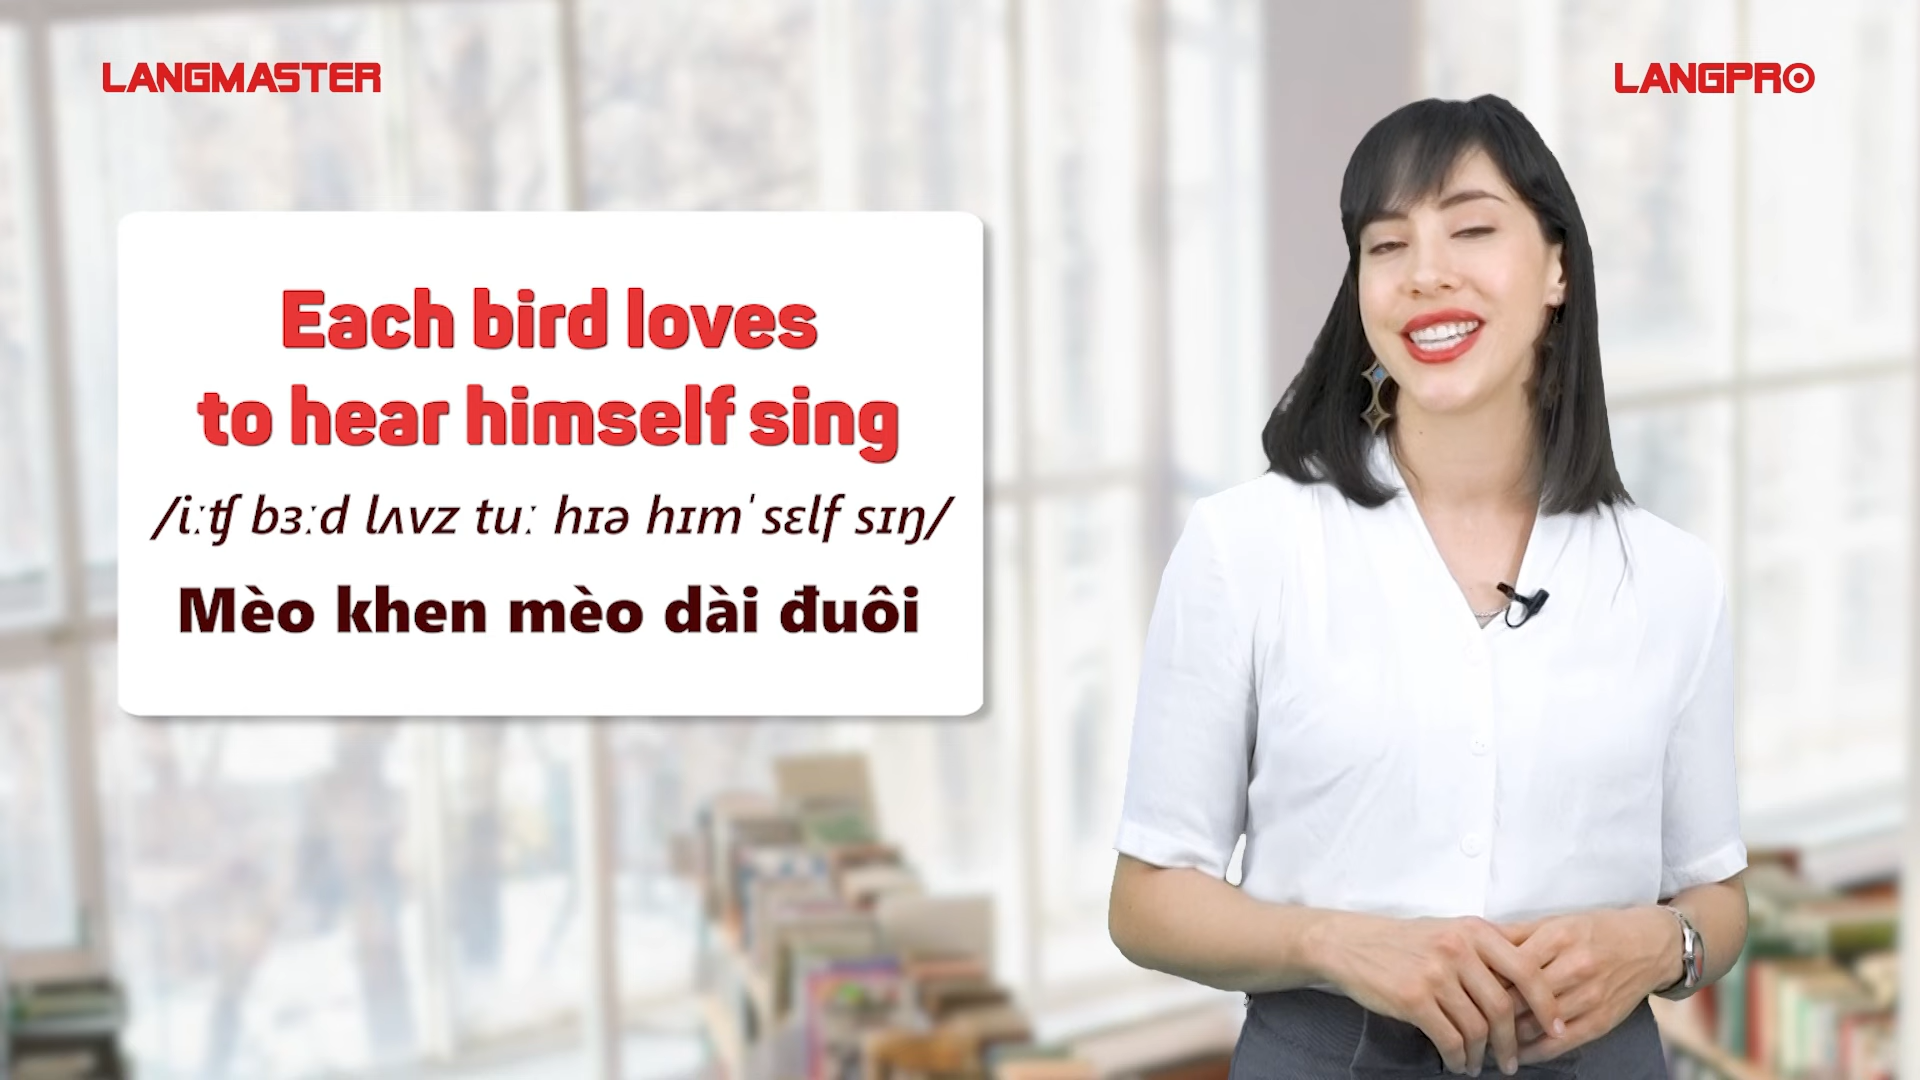 LANGMASTER
LANGPRO
Each bird loves
to hear himself sing
/iːʧ bɜːd lʌvz tuː hɪə hɪmˈsɛlf sɪŋ/
Mèo khen mèo dài đuôi